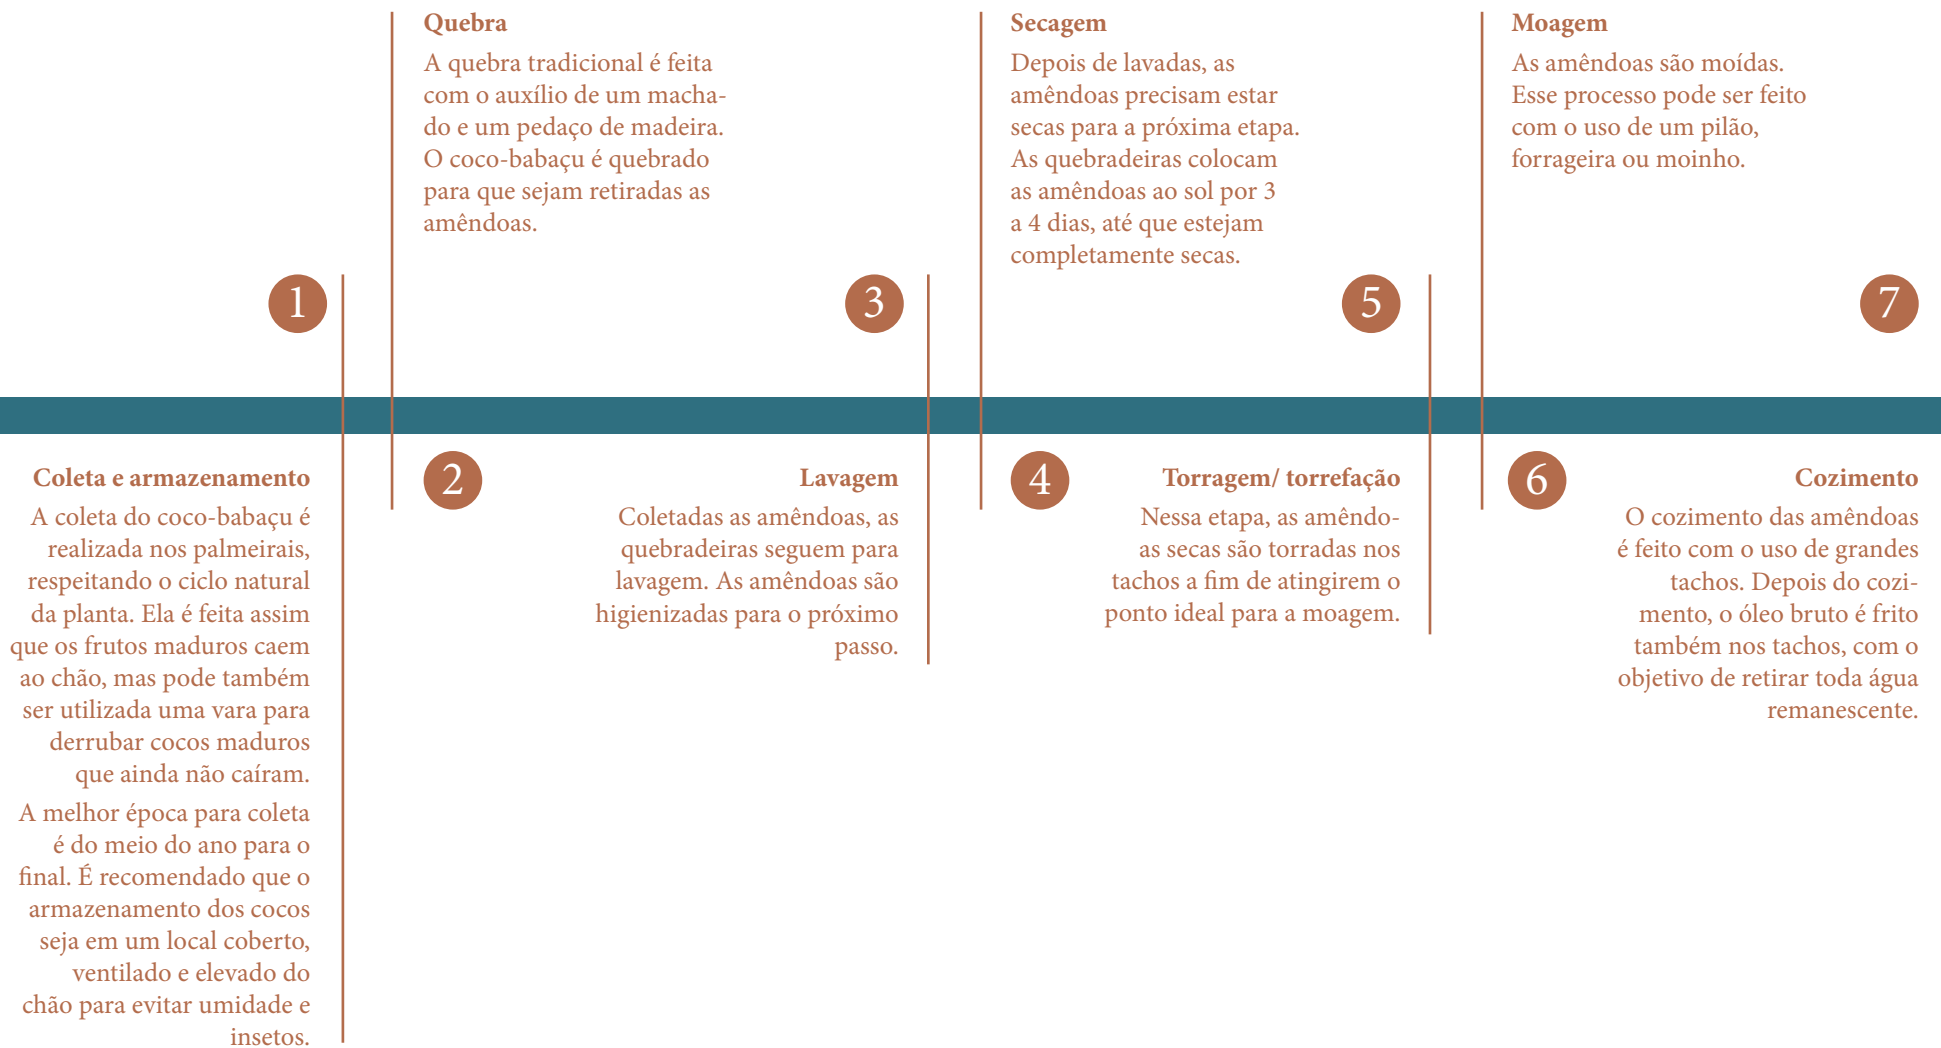 1
Coleta e armazenamento
A coleta do coco-babaçu é
realizada nos palmeirais,
respeitando o ciclo natural
da planta. Ela é feita assim
que os frutos maduros caem
ao chão, mas pode também
ser utilizada uma vara para
derrubar cocos maduros
que ainda não caíram.
A melhor época para coleta
é do meio do ano para o
final. É recomendado que o
armazenamento dos cocos
seja em um local coberto,
ventilado e elevado do
chão para evitar umidade e
insetos.
2
Quebra
A quebra tradicional é feita
com o auxílio de um macha-
do e um pedaço de madeira.
O coco-babaçu é quebrado
para que sejam retiradas as
amêndoas.
3
Lavagem
Coletadas as amêndoas, as
quebradeiras seguem para
lavagem. As amêndoas são
higienizadas para o próximo
passo.
4
Secagem
Depois de lavadas, as
amêndoas precisam estar
secas para a próxima etapa.
As quebradeiras colocam
as amêndoas ao sol por 3
a 4 dias, até que estejam
completamente secas.
5
Torragem/ torrefação
Nessa etapa, as amêndo-
as secas são torradas nos
tachos a fim de atingirem o
ponto ideal para a moagem.
6
Moagem
As amêndoas são moídas.
Esse processo pode ser feito
com o uso de um pilão,
forrageira ou moinho.
7
Cozimento
O cozimento das amêndoas
é feito com o uso de grandes
tachos. Depois do cozi-
mento, o óleo bruto é frito
também nos tachos, com o
objetivo de retirar toda água
remanescente.